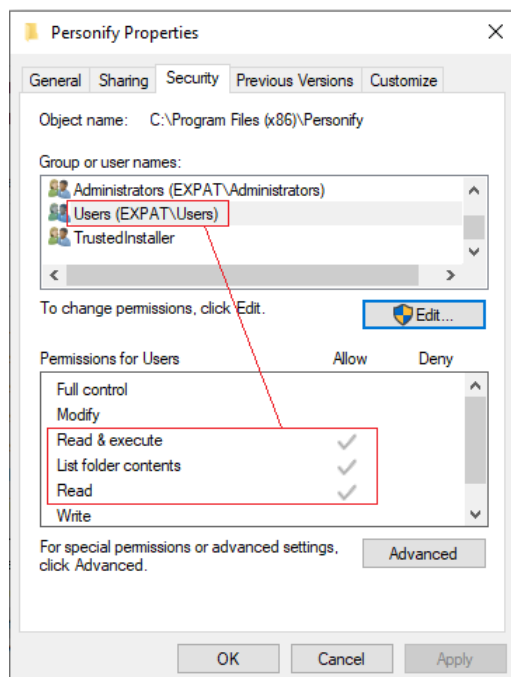 Personify Properties
General Sharing Security Previous Versions Customize
Object name: C:\Program Files (x86)\Personify
Group or user names:
Administrators (EXPAT\Administrators)
Users (EXPAT\Users)
TrustedInstaller
To change permissions, click Edit.
Edit...
Permissions for Users Allow Deny
Full control
Modify
Read & execute
List folder contents
Read
Write
For special permissions or advanced settings,
click Advanced.
Advanced
OK Cancel Apply